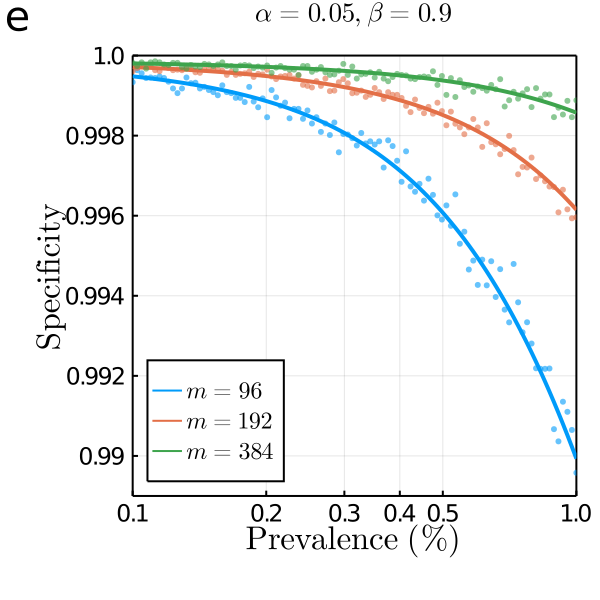 e
α = 0.05, β = 0.9
1.0
0.998
0.996
0.994
0.992
0.99
Specificity
m = 96
m = 192
m = 384
0.1 0.2 0.3 0.4 0.5 1.0
Prevalence (%)